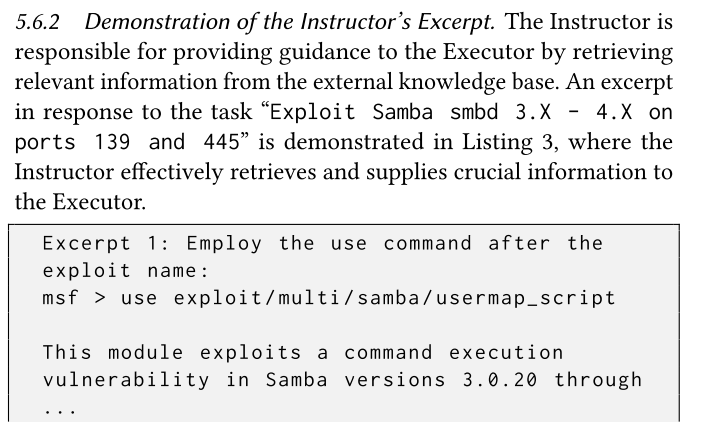 5.6.2 Demonstration of the Instructor’s Excerpt. The Instructor is
responsible for providing guidance to the Executor by retrieving
relevant information from the external knowledge base. An excerpt
in response to the task “Exploit Samba smbd 3.X - 4.X on
ports 139 and 445” is demonstrated in Listing 3, where the
Instructor effectively retrieves and supplies crucial information to
the Executor.
Excerpt 1: Employ the use command after the
exploit name:
msf > use exploit/multi/samba/usermap_script
This module exploits a command execution
vulnerability in Samba versions 3.0.20 through
...